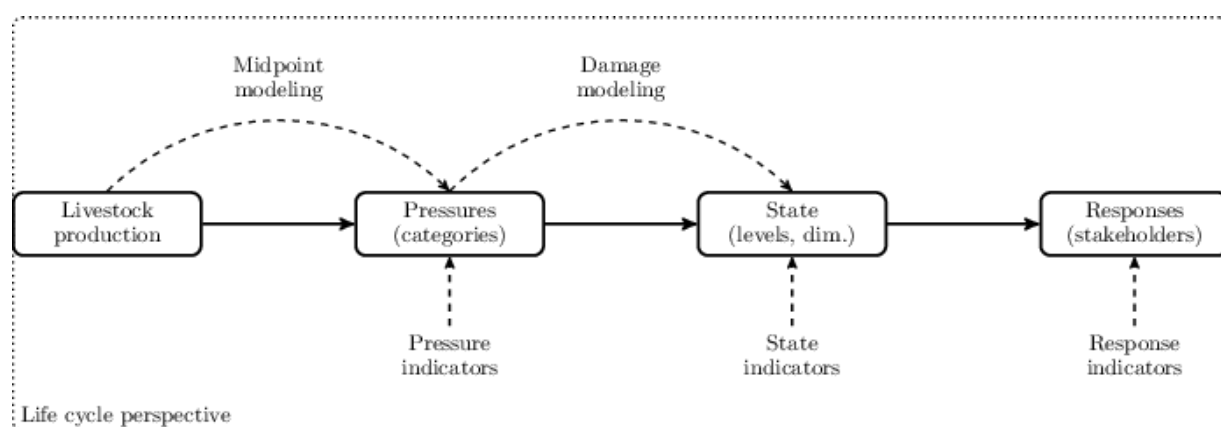 Midpoint
modeling
Damage
modeling
Livestock
production
Pressures
(categories)
State
(levels, dim.)
Responses
(stakeholders)
Pressure
indicators
State
indicators
Response
indicators
Life cycle perspective